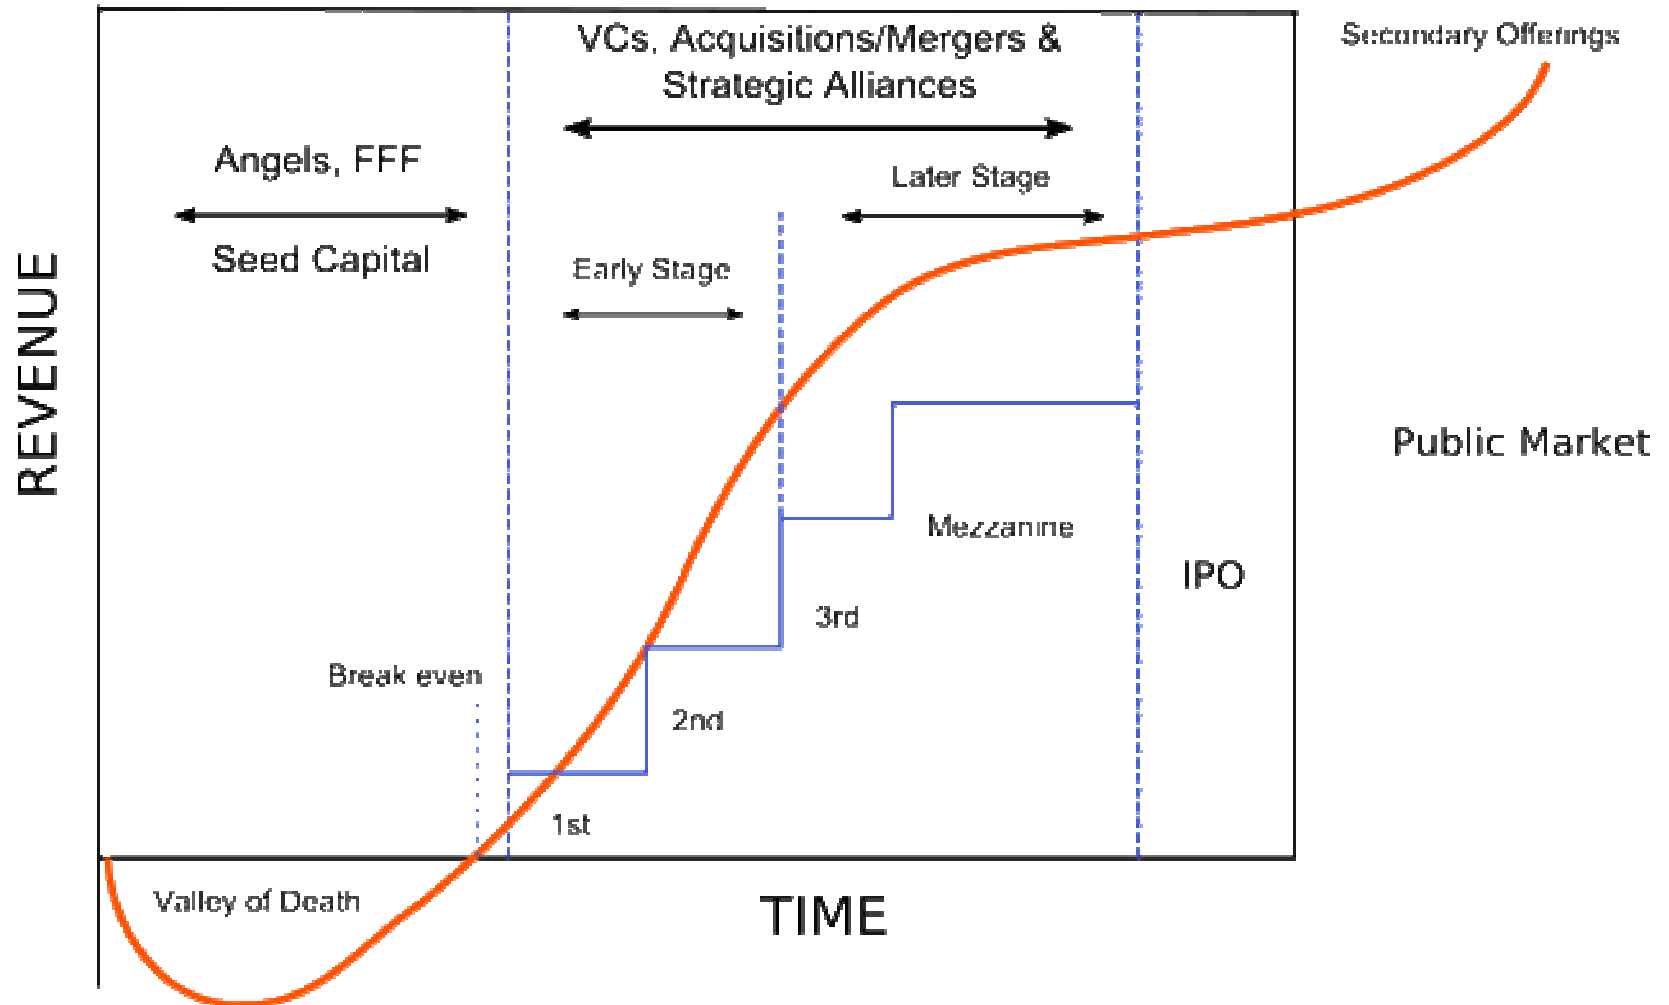 VCs, Acquisitions/Mergers &
Strategic Alliances
Secondary Offerings
Angels, FFF
Seed Capital
Later Stage
Early Stage
REVENUE
Public Market
Mezzanine
IPO
3rd
Break even
2nd
1st
Valley of Death
TIME